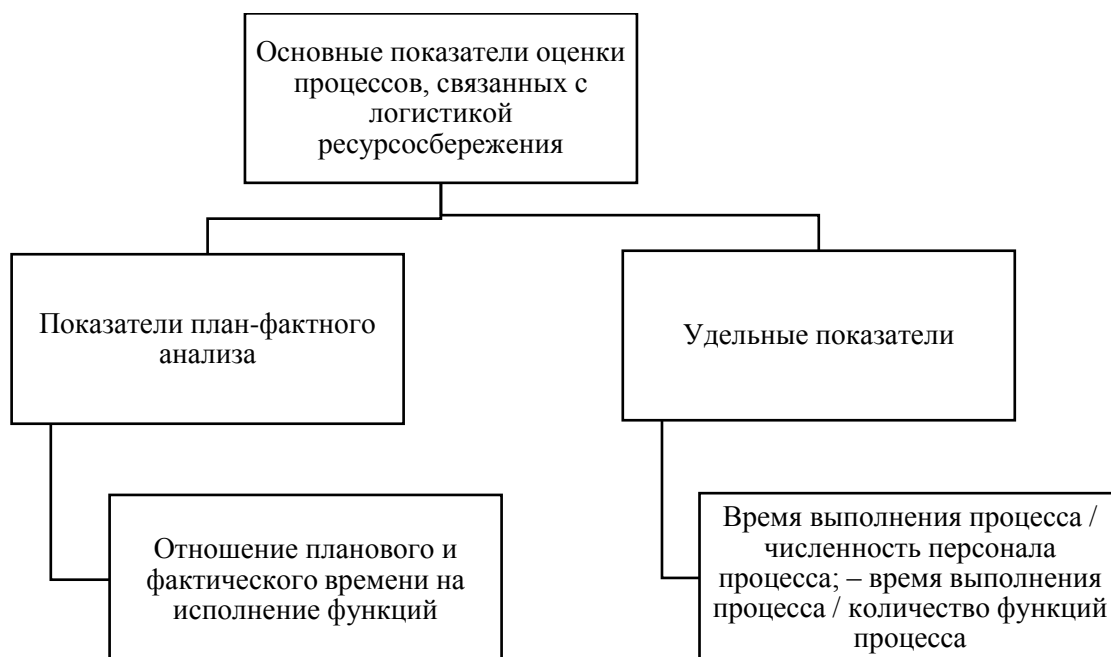 Основные показатели оценки
процессов, связанных с
логистикой
ресурсосбережения
Показатели план-фактного
анализа
Удельные показатели
Отношение планового и
фактического времени на
исполнение функций
Время выполнения процесса /
численность персонала
процесса; – время выполнения
процесса / количество функций
процесса